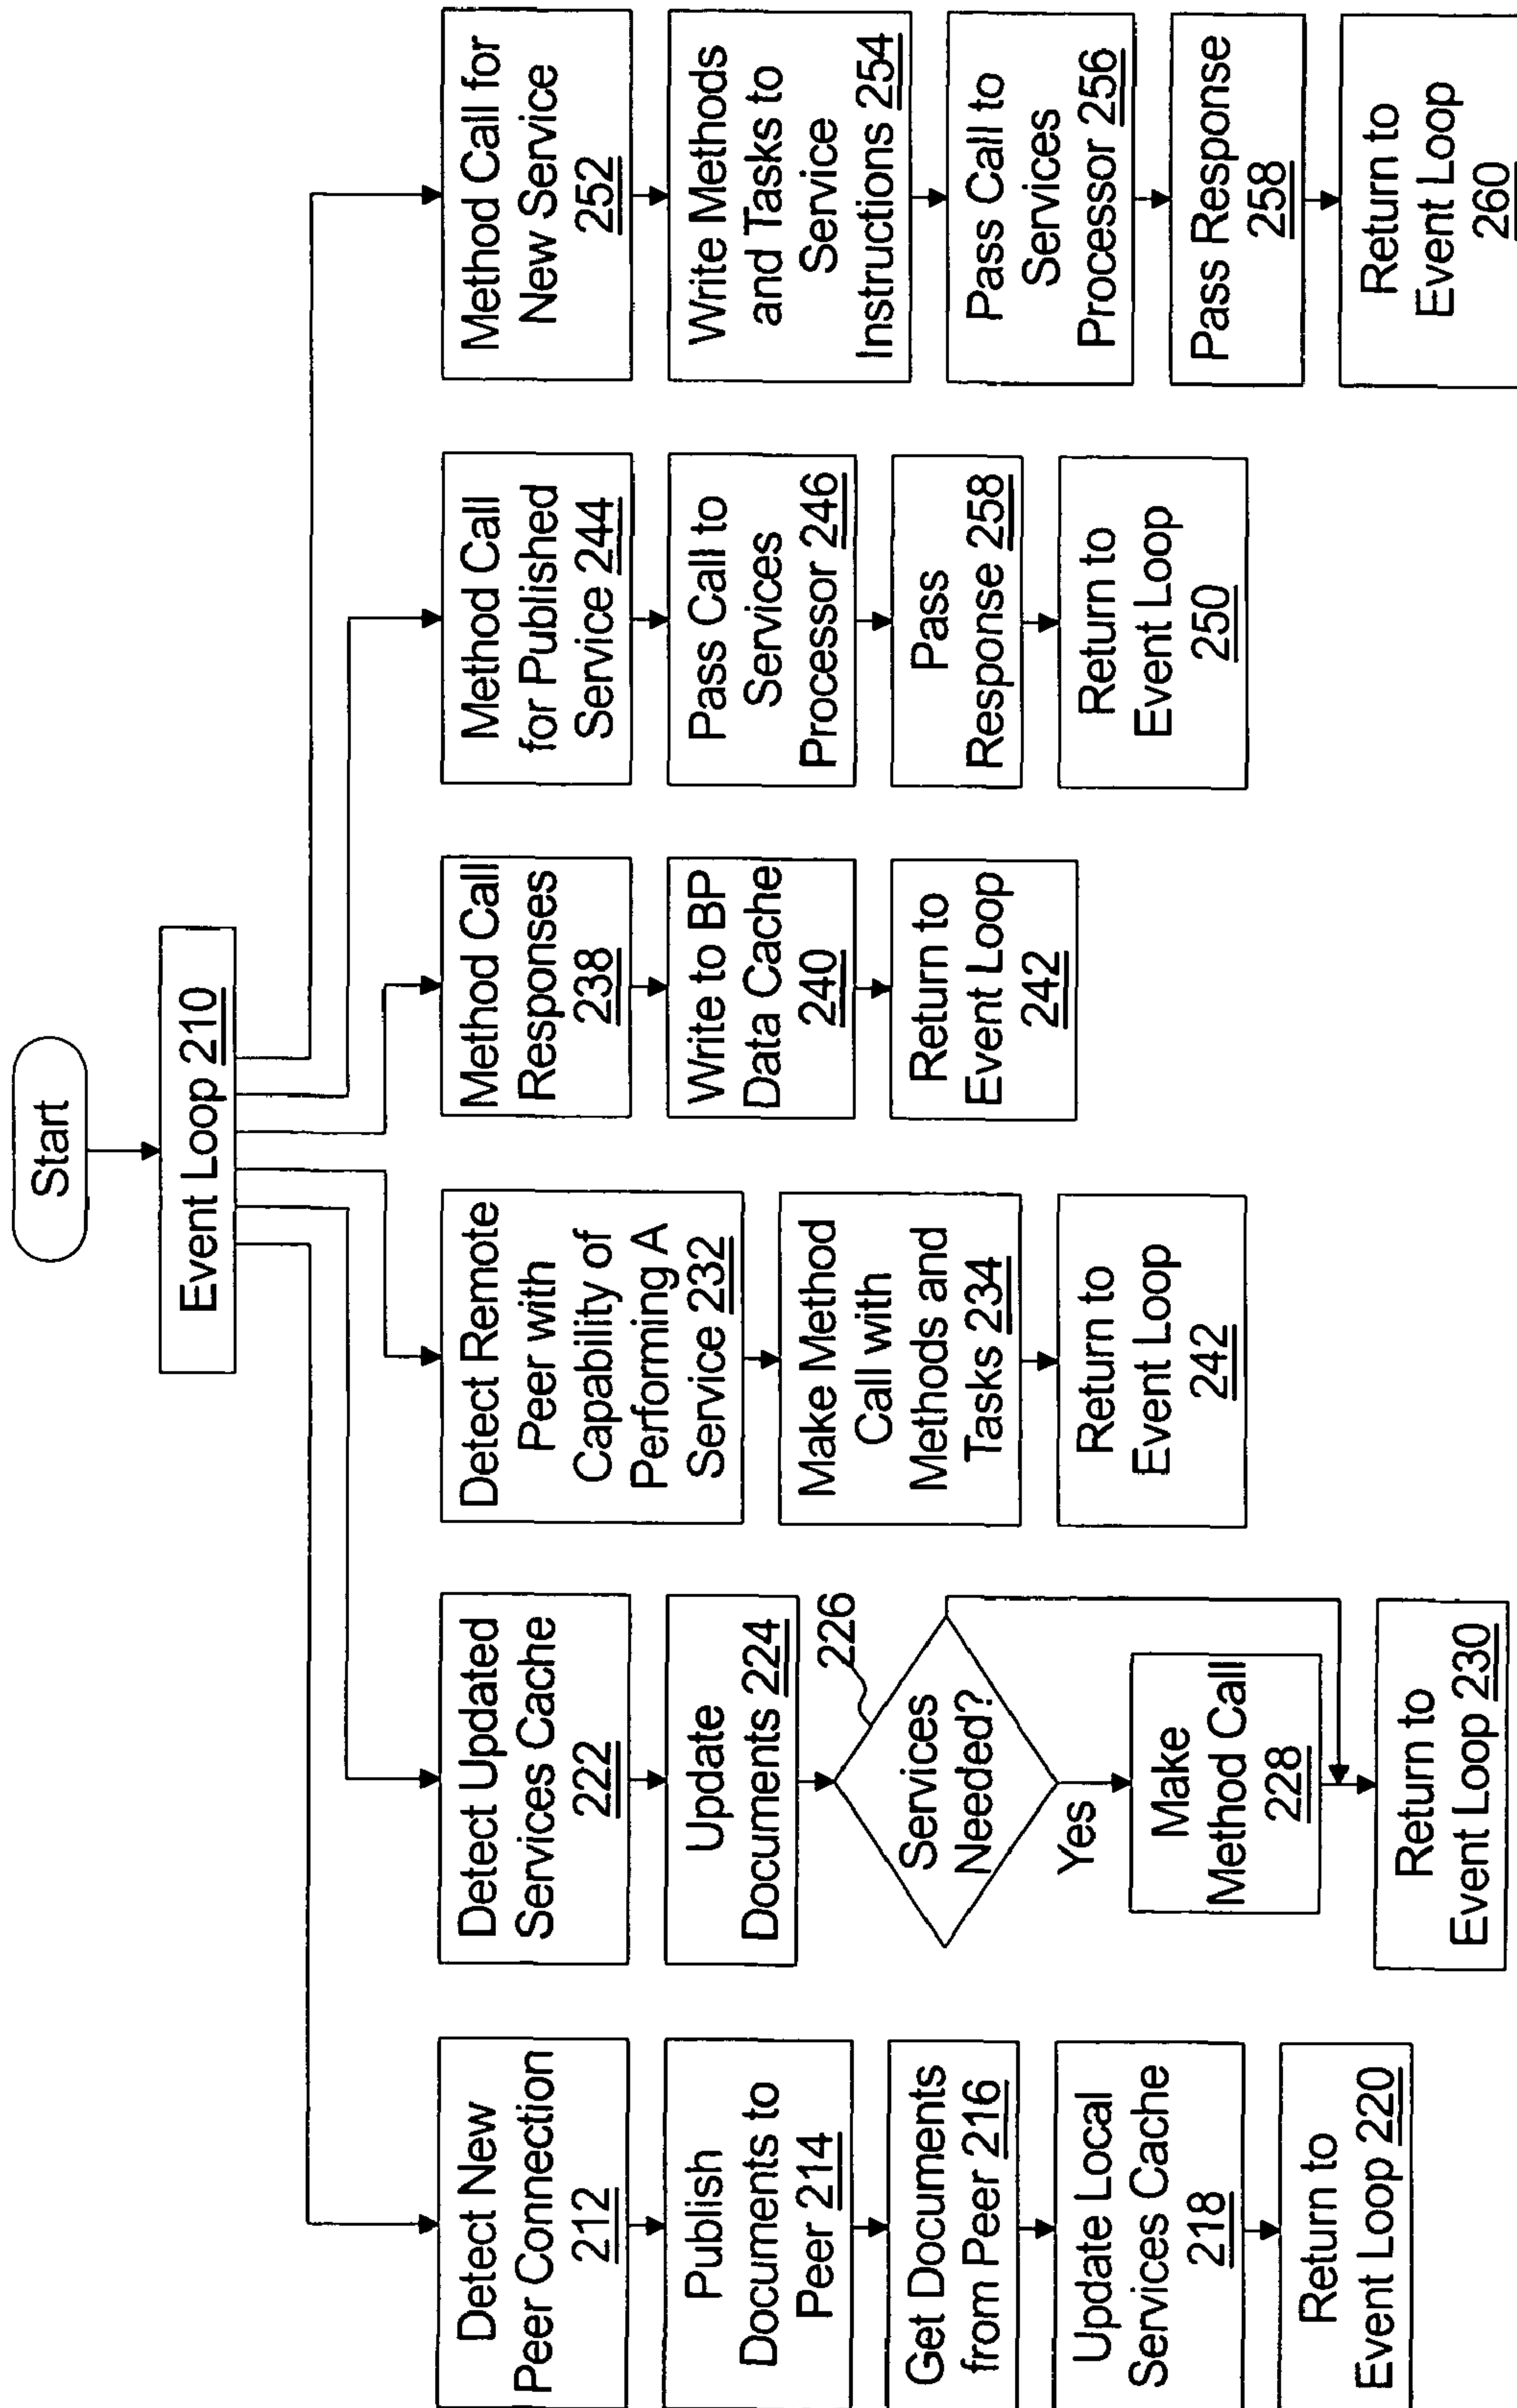 Start
Event Loop 210
Detect New
Peer Connection
212
Publish
Documents to
Peer 214
Get Documents
from Peer 216
Update Local
Services Cache
218
Return to
Event Loop 220
Detect Updated
Services Cache
222
Update
Documents 224
226
Services
Needed?
Yes
Make
Method Call
228
Return to
Event Loop 230
Detect Remote
Peer with
Capability of
Performing A
Service 232
Make Method
Call with
Methods and
Tasks 234
Return to
Event Loop
242
Method Call
Responses
238
Write to BP
Data Cache
240
Return to
Event Loop
242
Method Call
for Published
Service 244
Pass Call to
Services
Processor 246
Pass
Response 258
Return to
Event Loop
250
Method Call for
New Service
252
Write Methods
and Tasks to
Service
Instructions 254
Pass Call to
Services
Processor 256
Pass Response
258
Return to
Event Loop
260